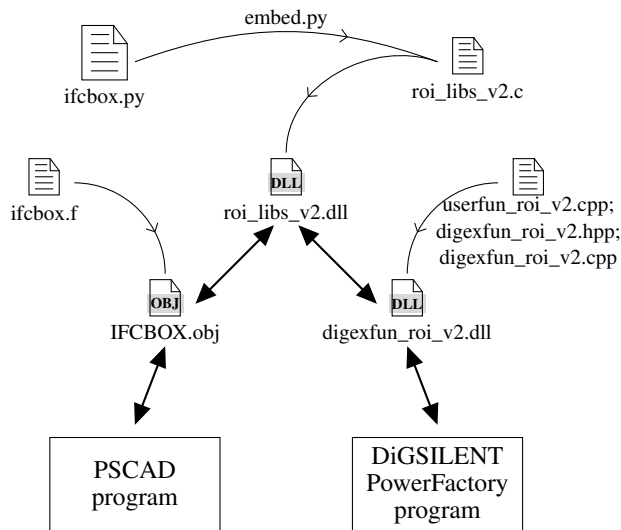 embed.py
ifcbox.py
roi_libs_v2.c
DLL
roi_libs_v2.dll
ifcbox.f
userfun_roi_v2.cpp;
digexfun_roi_v2.hpp;
digexfun_roi_v2.cpp
OBJ
IFCBOX.obj
DLL
digexfun_roi_v2.dll
PSCAD
program
DiGSILENT
PowerFactory
program